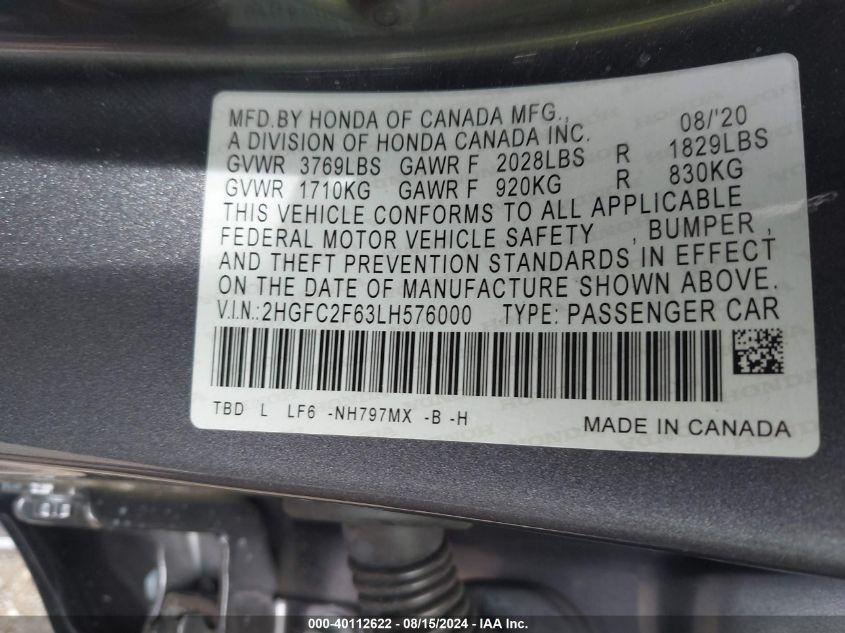 MFD.BY HONDA OF CANADA MFG., 08/'20
A DIVISION OF HONDA CANADA INC.
GVWR 3769LBS GAWR F 2028LBS R 1829LBS
GVWR 1710KG GAWR F 920KG R 830KG
THIS VEHICLE CONFORMS TO ALL APPLICABLE
FEDERAL MOTOR VEHICLE SAFETY , BUMPER ,
AND THEFT PREVENTION STANDARDS IN EFFECT
ON THE DATE OF MANUFACTURE SHOWN ABOVE.
V.I.N.:2HGFC2F63LH576000 TYPE: PASSENGER CAR
TBD L LF6 -NH797MX -B -H
MADE IN CANADA
000-40112622 - 08/15/2024 - IAA Inc.